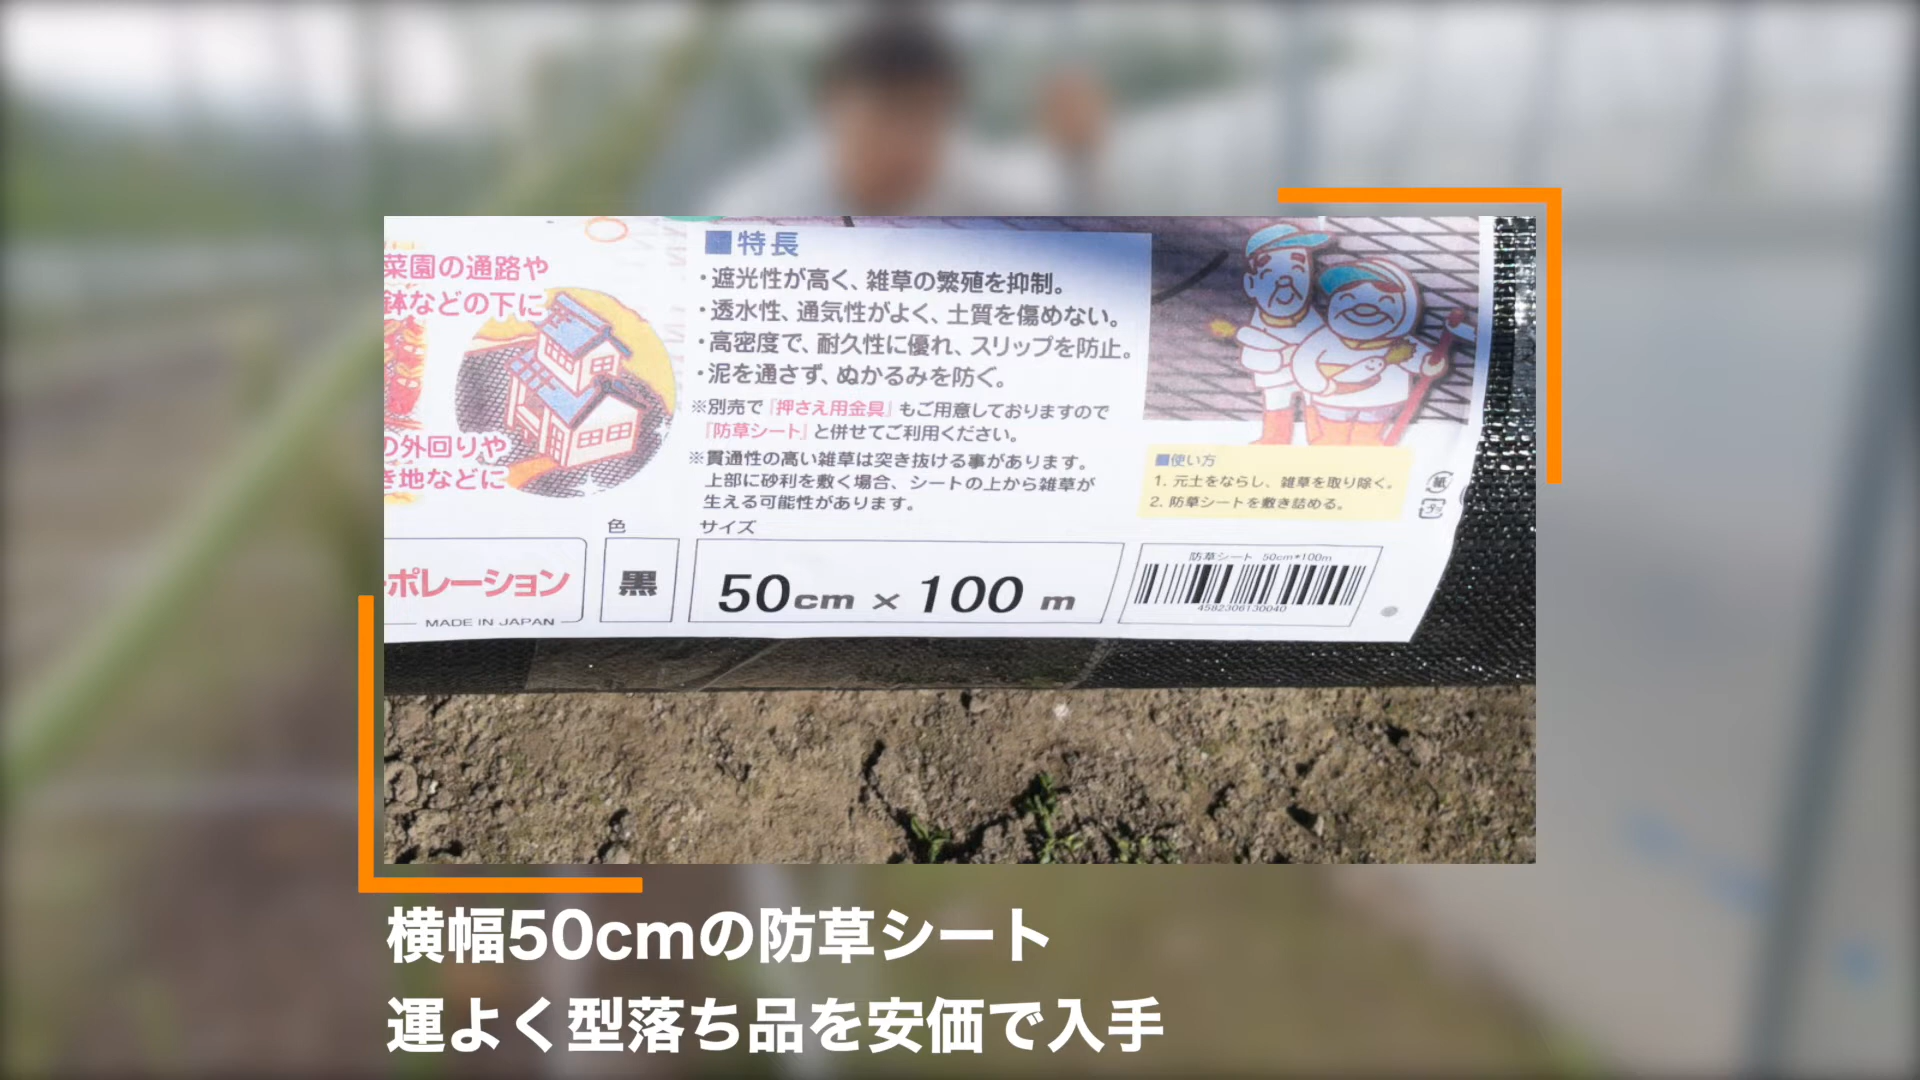 菜園の通路や
鉢などの下に
の外回りや
き地などに
■特長
・遮光性が高く、雑草の繁殖を抑制。
・透水性、通気性がよく、土質を傷めない。
・高密度で、耐久性に優れ、スリップを防止。
・泥を通さず、ぬかるみを防ぐ。
※別売で『押さえ用金具』もご用意しておりますので
『防草シート』と併せてご利用ください。
※貫通性の高い雑草は突き抜ける事があります。
上部に砂利を敷く場合、シートの上から雑草が
生える可能性があります。
■使い方
1. 元土をならし、雑草を取り除く。
2. 防草シートを敷き詰める。
紙
プラ
ーポレーション
MADE IN JAPAN
色
黒
サイズ
50cm × 100 m
防草シート 50cm*100m
4582306130040
横幅50cmの防草シート
運よく型落ち品を安価で入手